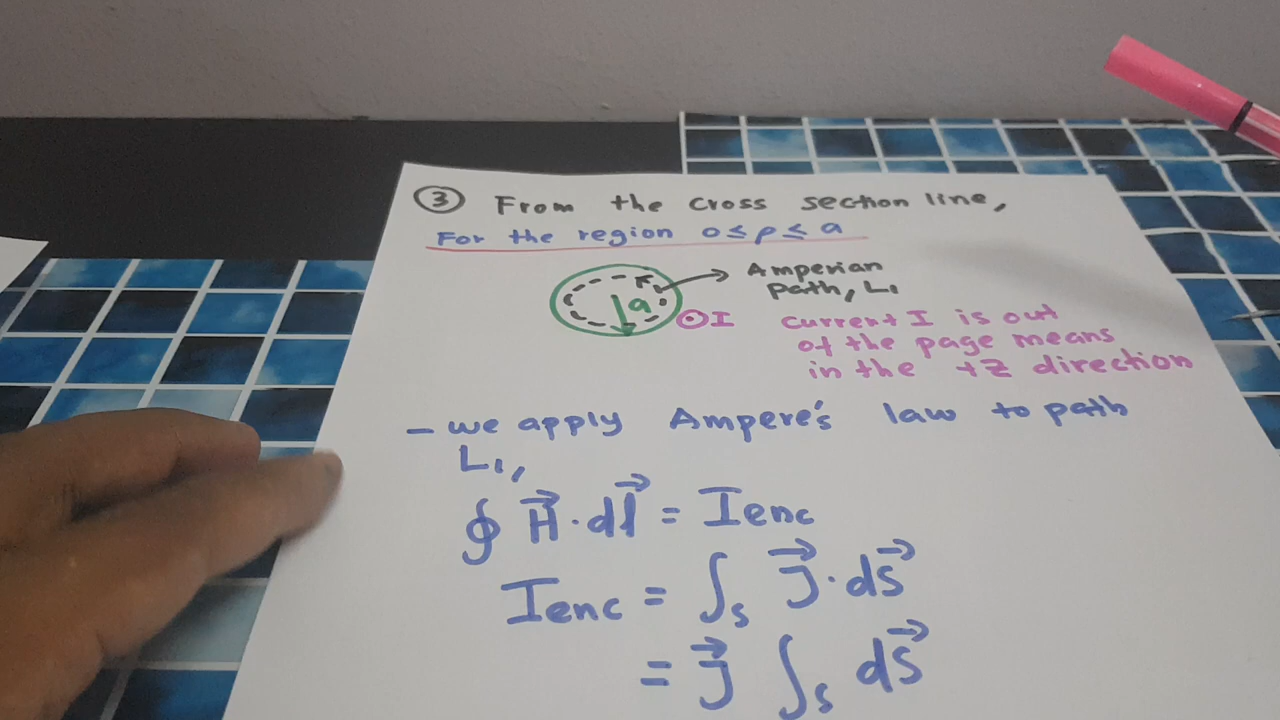 ③ From the cross section line,
For the region 0≤ρ≤a
Amperian
Path, L₁
a
⊙I current I is out
of the page means
in the +z direction
– we apply Ampere's law to path
L₁,
∮ H⃗·dl⃗ = Ienc
Ienc = ∫s J⃗·ds⃗
= J⃗ ∫s ds⃗